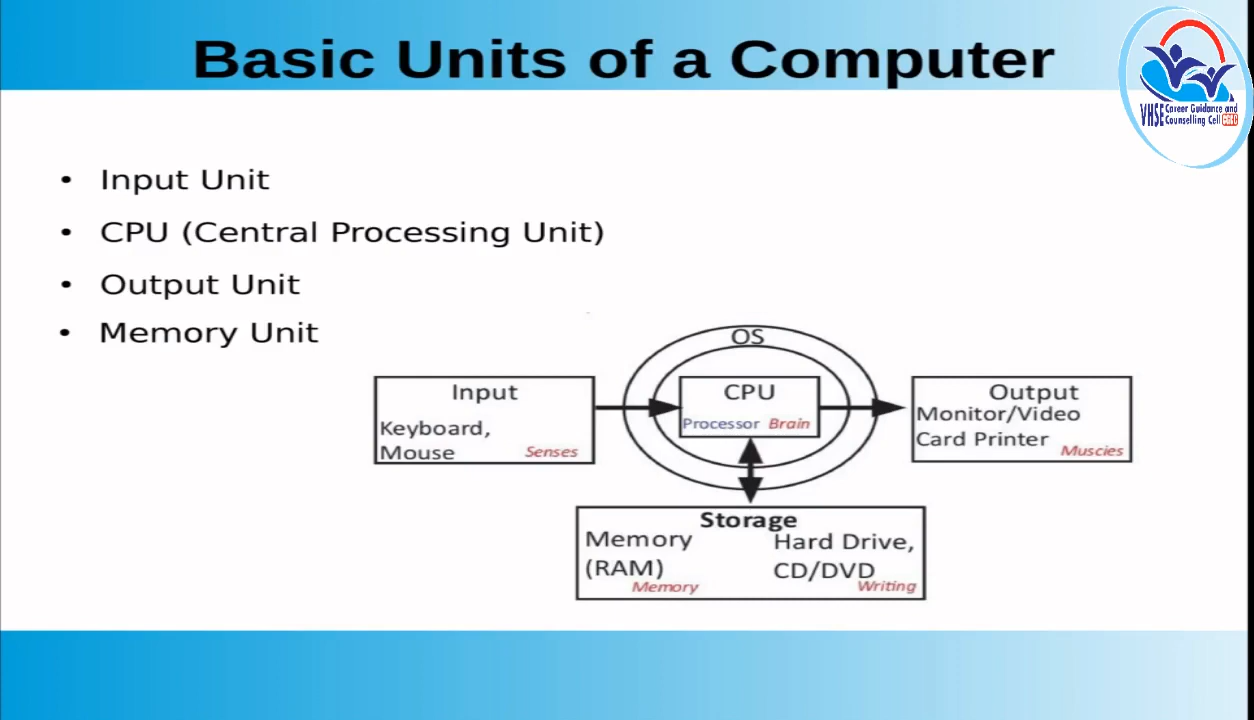 Basic Units of a Computer
VHSE Career Guidance and
Counselling Cell CGCC
• Input Unit
• CPU (Central Processing Unit)
• Output Unit
• Memory Unit
OS
Input
Keyboard,
Mouse
Senses
CPU
Processor Brain
Output
Monitor/Video
Card Printer
Muscies
Storage
Memory
(RAM)
Memory
Hard Drive,
CD/DVD
Writing